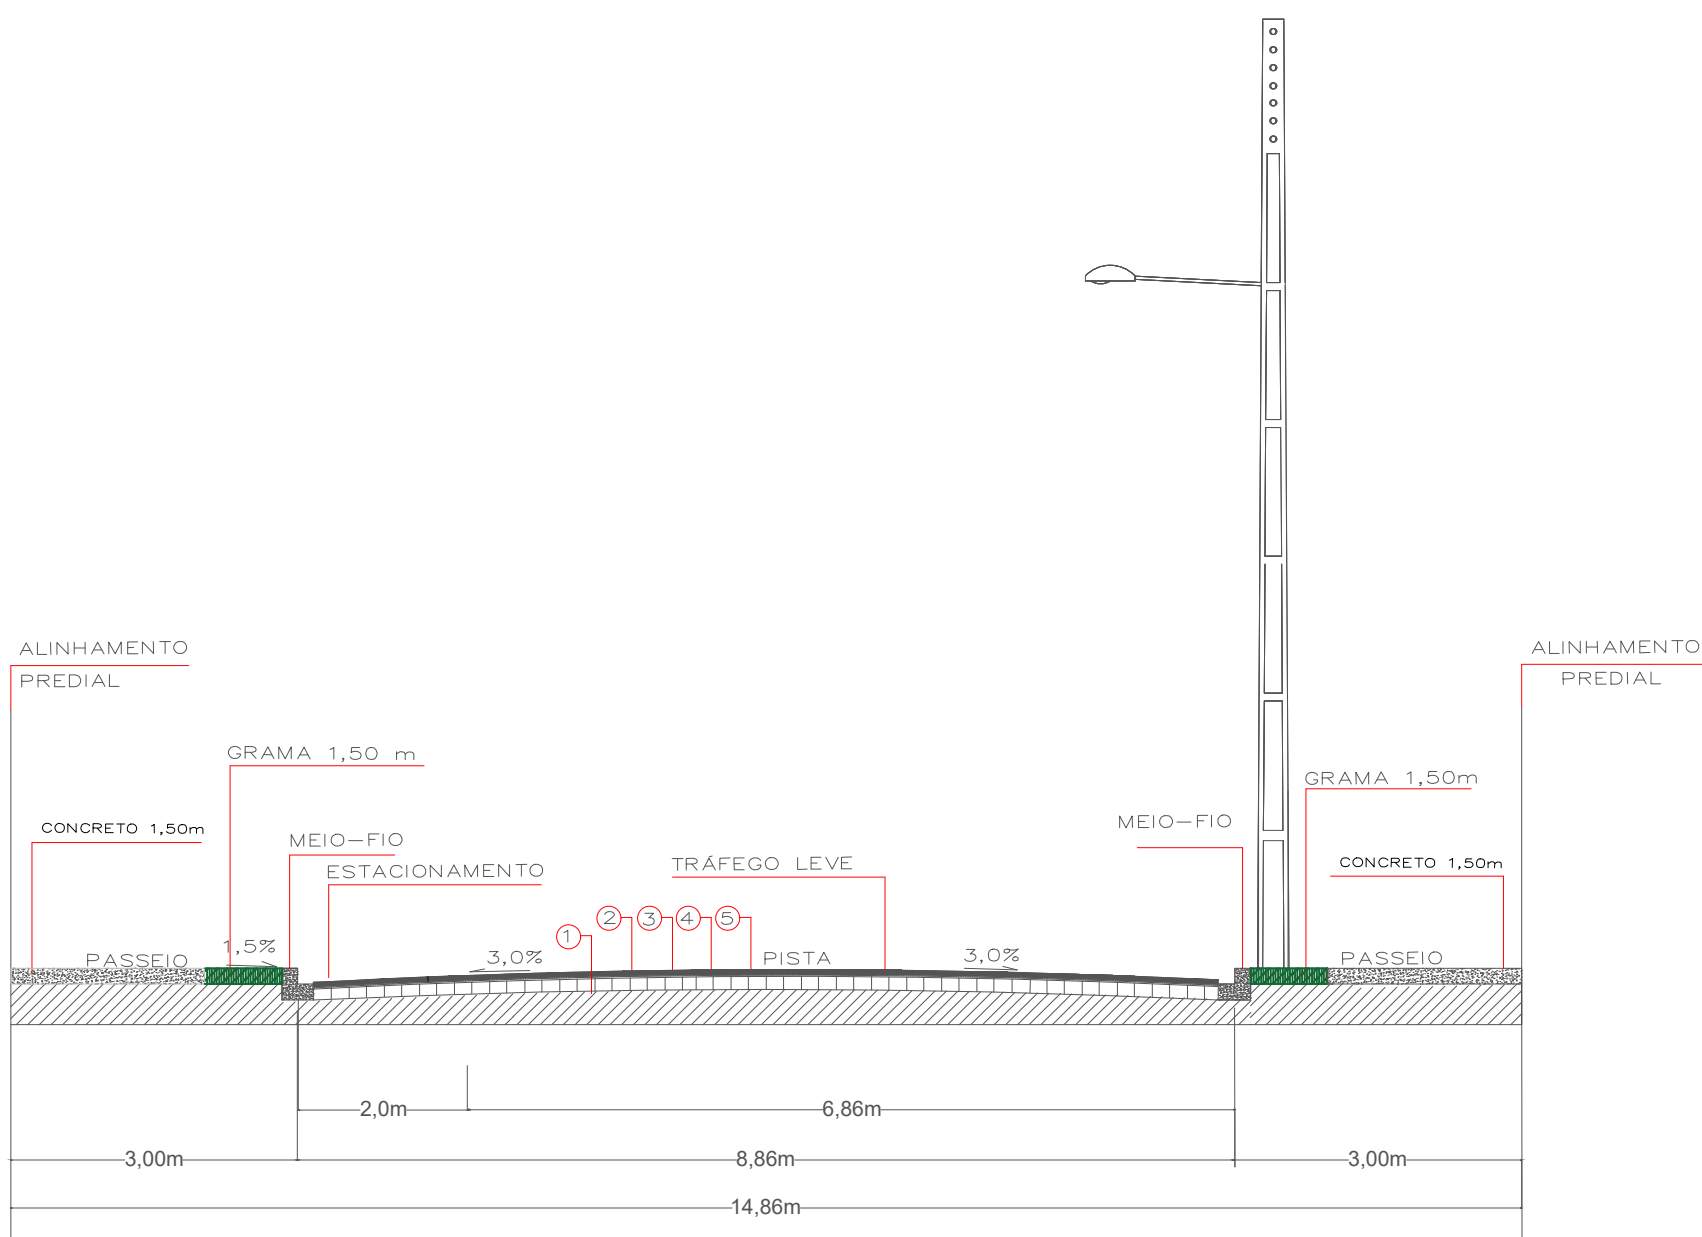 ALINHAMENTO
PREDIAL
ALINHAMENTO
PREDIAL
GRAMA 1,50 m
GRAMA 1,50m
CONCRETO 1,50m
MEIO-FIO
MEIO-FIO
ESTACIONAMENTO
TRÁFEGO LEVE
CONCRETO 1,50m
1
2
3
4
5
PASSEIO
1,5%
3,0%
PISTA
3,0%
PASSEIO
2,0m
6,86m
3,00m
8,86m
3,00m
14,86m